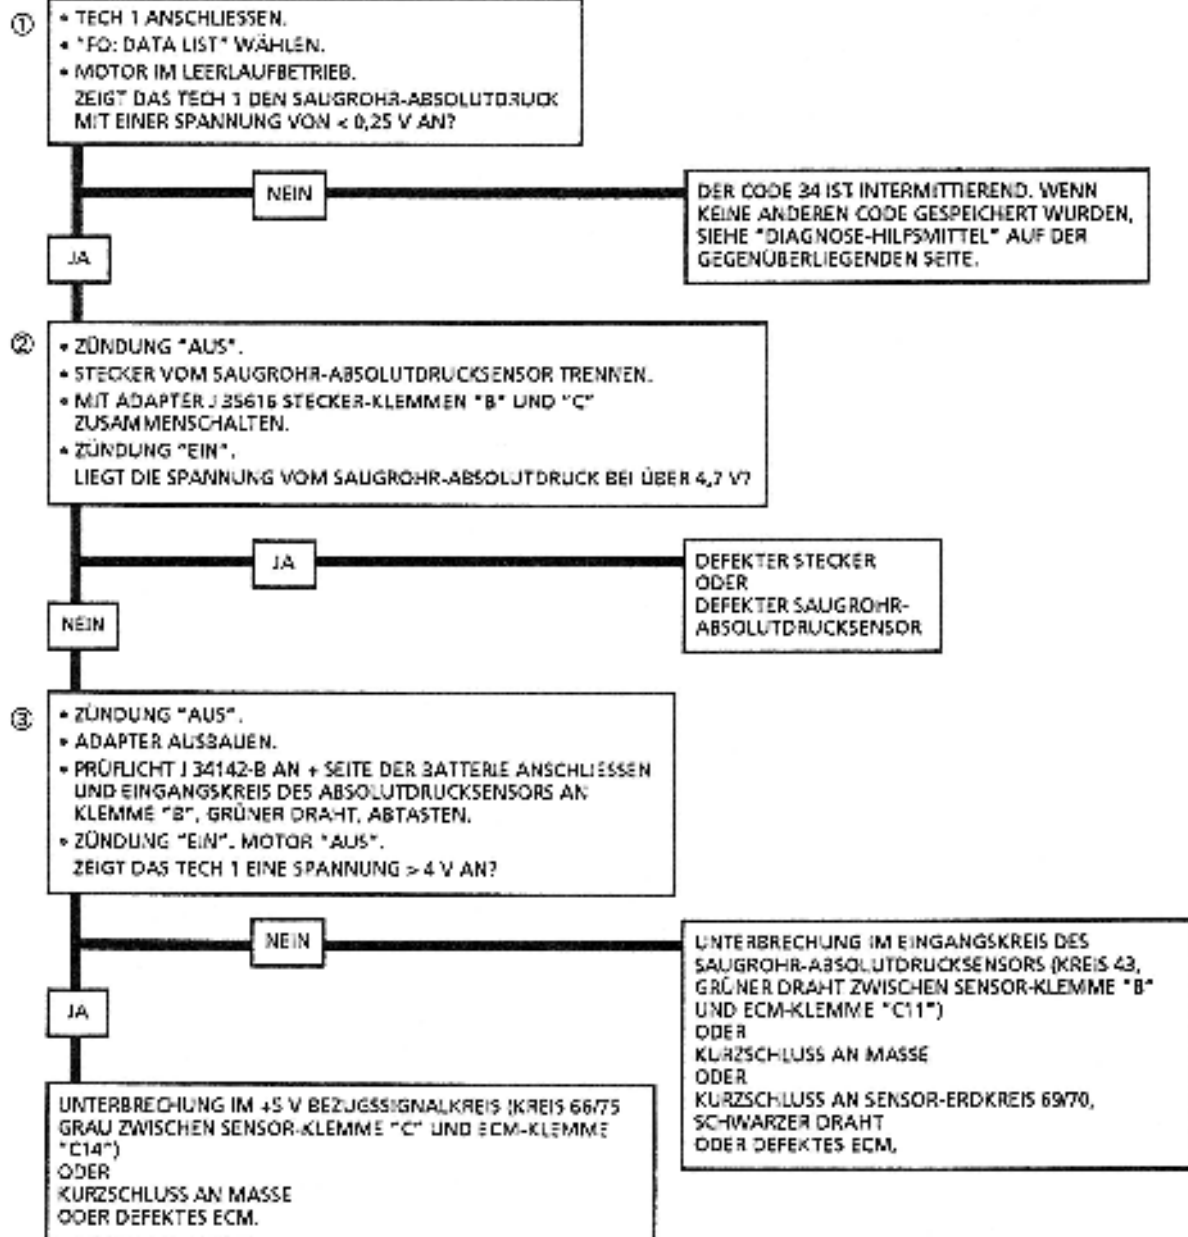 ①
• TECH 1 ANSCHLIESSEN.
• "FO: DATA LIST" WÄHLEN.
• MOTOR IM LEERLAUFBETRIEB.
ZEIGT DAS TECH 1 DEN SAUGROHR-ABSOLUTDRUCK
MIT EINER SPANNUNG VON < 0,25 V AN?
NEIN
DER CODE 34 IST INTERMITTIEREND. WENN
KEINE ANDEREN CODE GESPEICHERT WURDEN,
SIEHE "DIAGNOSE-HILFSMITTEL" AUF DER
GEGENÜBERLIEGENDEN SEITE.
JA
②
• ZÜNDUNG "AUS".
• STECKER VOM SAUGROHR-ABSOLUTDRUCKSENSOR TRENNEN.
• MIT ADAPTER J 35616 STECKER-KLEMMEN "B" UND "C"
ZUSAMMENSCHALTEN.
• ZÜNDUNG "EIN".
LIEGT DIE SPANNUNG VOM SAUGROHR-ABSOLUTDRUCK BEI ÜBER 4,7 V?
JA
DEFEKTER STECKER
ODER
DEFEKTER SAUGROHR-
ABSOLUTDRUCKSENSOR
NEIN
③
• ZÜNDUNG "AUS".
• ADAPTER AUSBAUEN.
• PRÜFLICHT J 34142-B AN + SEITE DER BATTERIE ANSCHLIESSEN
UND EINGANGSKREIS DES ABSOLUTDRUCKSENSORS AN
KLEMME "B", GRÜNER DRAHT, ABTASTEN.
• ZÜNDUNG "EIN". MOTOR "AUS".
ZEIGT DAS TECH 1 EINE SPANNUNG > 4 V AN?
NEIN
UNTERBRECHUNG IM EINGANGSKREIS DES
SAUGROHR-ABSOLUTDRUCKSENSORS (KREIS 43,
GRÜNER DRAHT ZWISCHEN SENSOR-KLEMME "B"
UND ECM-KLEMME "C11")
ODER
KURZSCHLUSS AN MASSE
ODER
KURZSCHLUSS AN SENSOR-ERDKREIS 69/70,
SCHWARZER DRAHT
ODER DEFEKTES ECM.
JA
UNTERBRECHUNG IM +5 V BEZUGSSIGNALKREIS (KREIS 66/75
GRAU ZWISCHEN SENSOR-KLEMME "C" UND ECM-KLEMME
"C14")
ODER
KURZSCHLUSS AN MASSE
ODER DEFEKTES ECM.